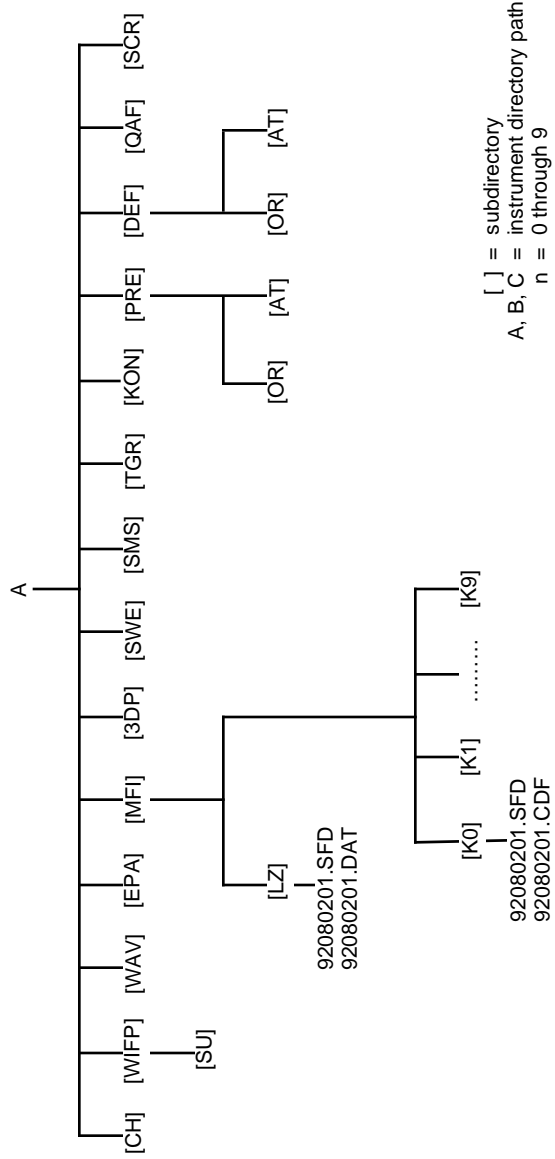 A
[CH] [WIFP] [WAV] [EPA] [MFI] [3DP] [SWE] [SMS] [TGR] [KON] [PRE] [DEF] [QAF] [SCR]
[SU]
[LZ]
[OR] [AT] [OR] [AT]
92080201.SFD
92080201.DAT
[K0] [K1] ......... [K9]
92080201.SFD
92080201.CDF
[ ] = subdirectory
A, B, C = instrument directory path
n = 0 through 9